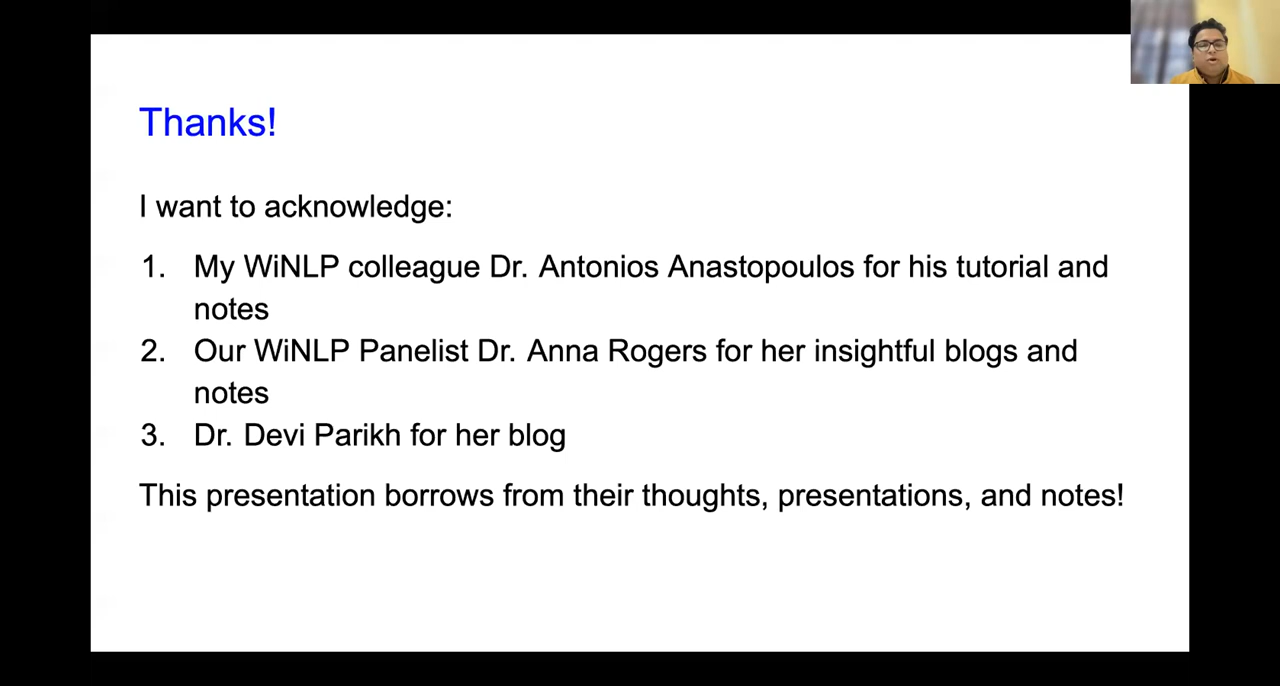 Thanks!
I want to acknowledge:
1. My WiNLP colleague Dr. Antonios Anastopoulos for his tutorial and
notes
2. Our WiNLP Panelist Dr. Anna Rogers for her insightful blogs and
notes
3. Dr. Devi Parikh for her blog
This presentation borrows from their thoughts, presentations, and notes!